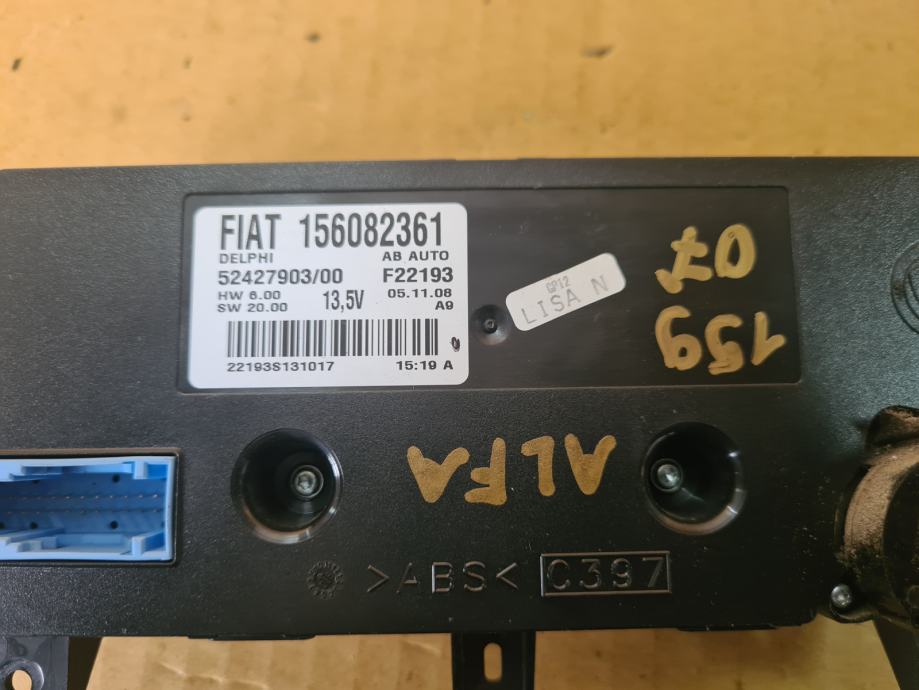 FIAT 156082361
DELPHI AB AUTO
52427903/00 F22193
HW 6.00 13,5V 05.11.08
SW 20.00 A9
22193S131017 15:19 A
GP12
LISA N
159
07
ALFA
>ABS< C397